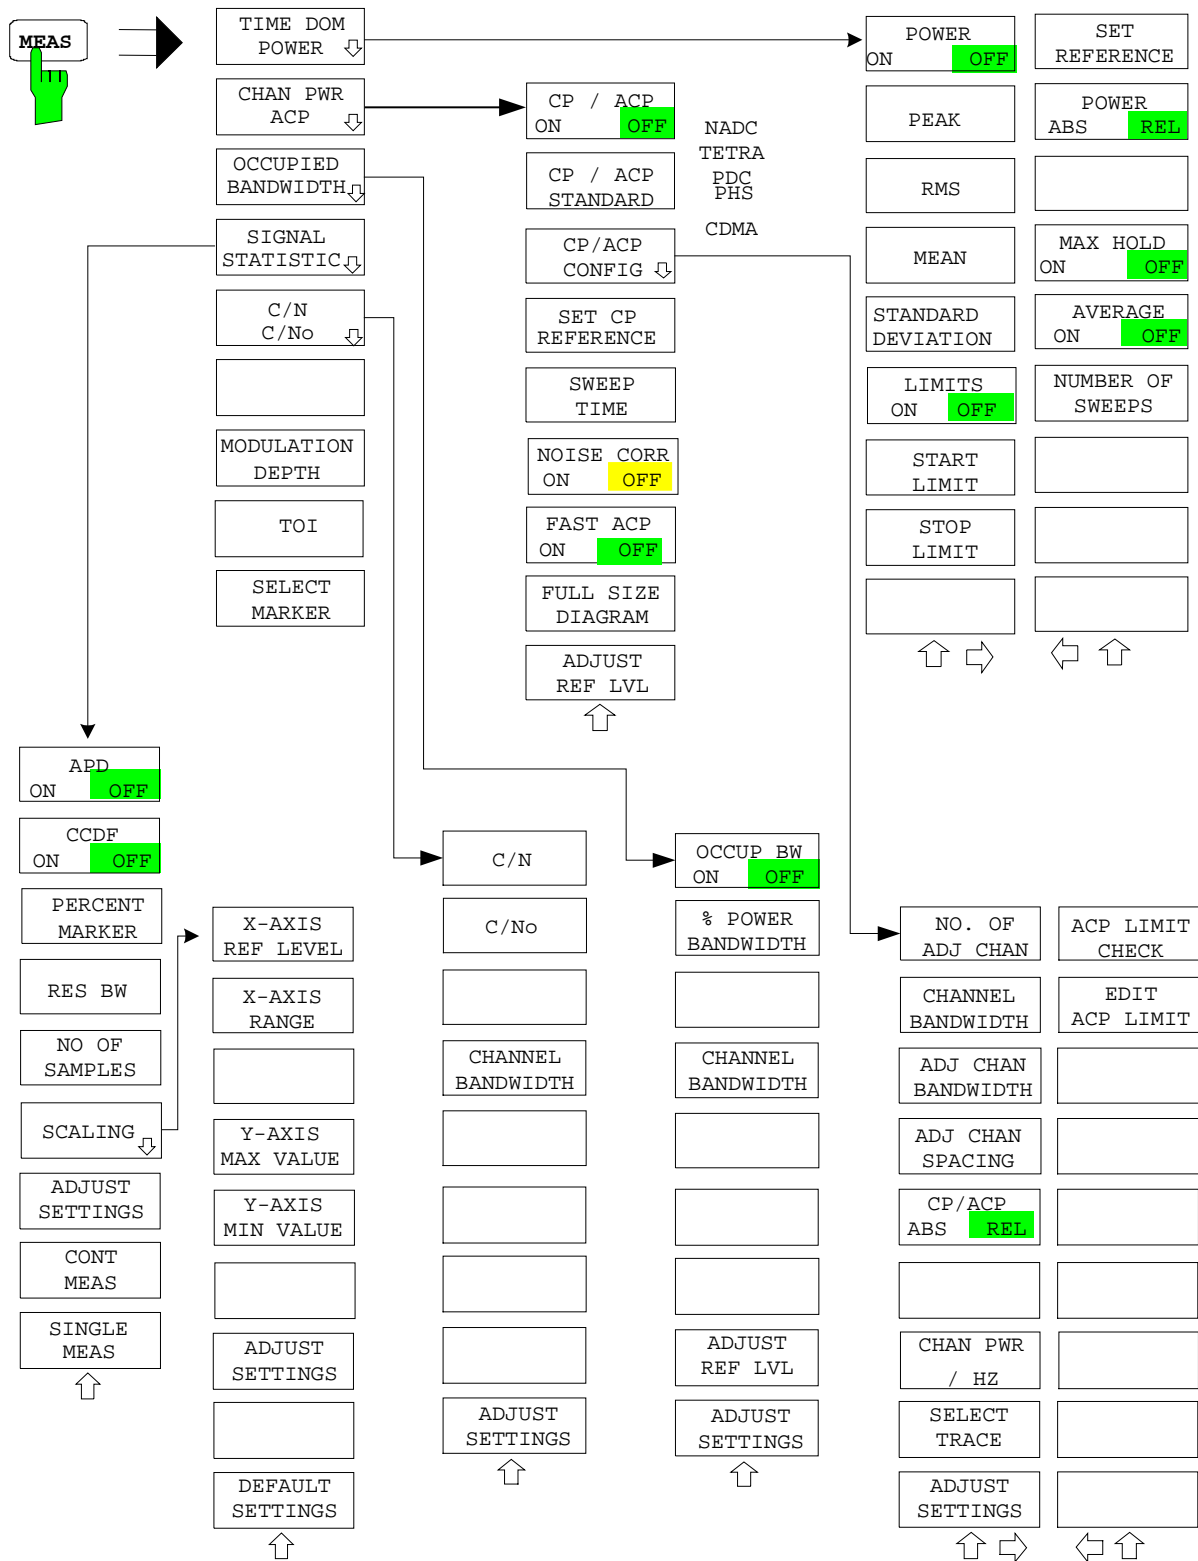 MEAS
TIME DOM
POWER
CHAN PWR
ACP
OCCUPIED
BANDWIDTH
SIGNAL
STATISTIC
C/N
C/No
MODULATION
DEPTH
TOI
SELECT
MARKER
CP / ACP
ON OFF
CP / ACP
STANDARD
CP/ACP
CONFIG
SET CP
REFERENCE
SWEEP
TIME
NOISE CORR
ON OFF
FAST ACP
ON OFF
FULL SIZE
DIAGRAM
ADJUST
REF LVL
NADC
TETRA
PDC
PHS
CDMA
POWER
ON OFF
PEAK
RMS
MEAN
STANDARD
DEVIATION
LIMITS
ON OFF
START
LIMIT
STOP
LIMIT
SET
REFERENCE
POWER
ABS REL
MAX HOLD
ON OFF
AVERAGE
ON OFF
NUMBER OF
SWEEPS
APD
ON OFF
CCDF
ON OFF
PERCENT
MARKER
RES BW
NO OF
SAMPLES
SCALING
ADJUST
SETTINGS
CONT
MEAS
SINGLE
MEAS
X-AXIS
REF LEVEL
X-AXIS
RANGE
Y-AXIS
MAX VALUE
Y-AXIS
MIN VALUE
ADJUST
SETTINGS
DEFAULT
SETTINGS
C/N
C/No
CHANNEL
BANDWIDTH
ADJUST
SETTINGS
OCCUP BW
ON OFF
% POWER
BANDWIDTH
CHANNEL
BANDWIDTH
ADJUST
REF LVL
ADJUST
SETTINGS
NO. OF
ADJ CHAN
CHANNEL
BANDWIDTH
ADJ CHAN
BANDWIDTH
ADJ CHAN
SPACING
CP/ACP
ABS REL
CHAN PWR
/ HZ
SELECT
TRACE
ADJUST
SETTINGS
ACP LIMIT
CHECK
EDIT
ACP LIMIT